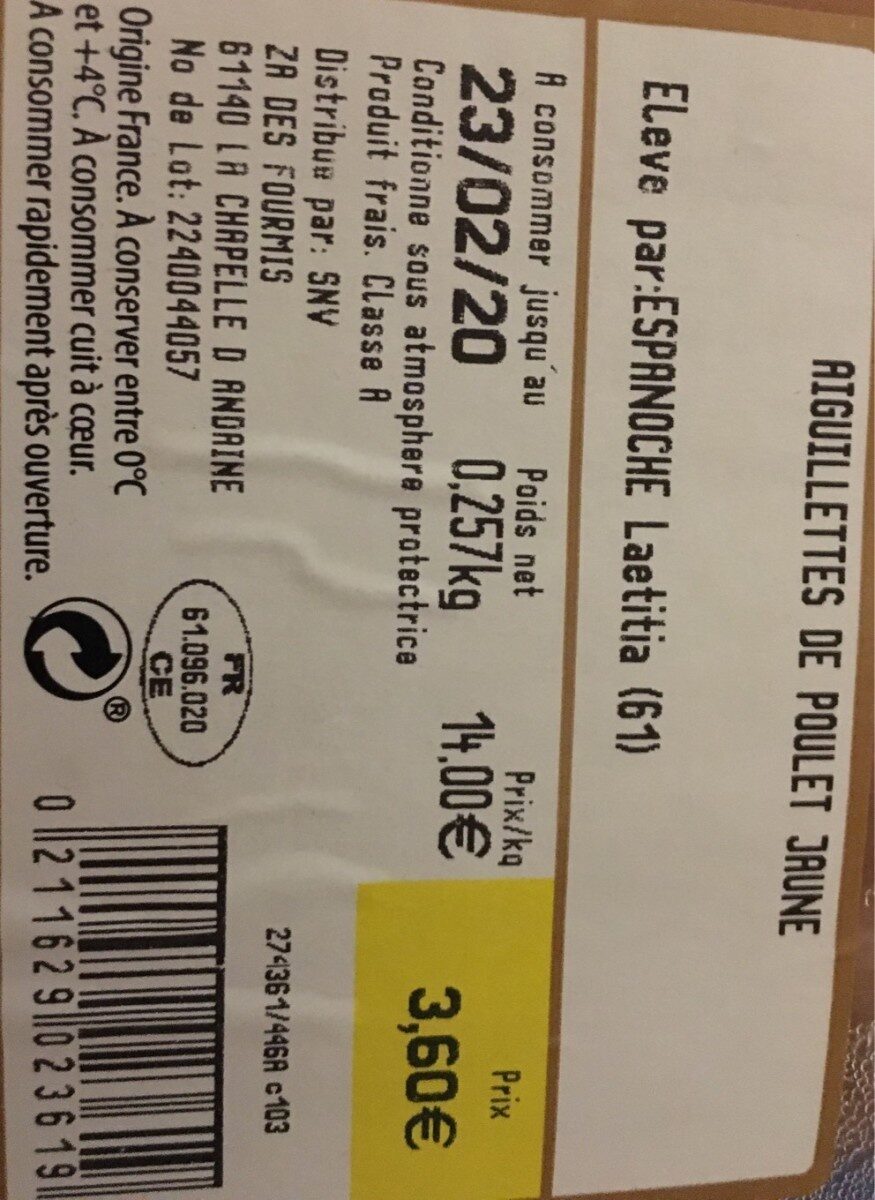 AIGUILLETTES DE POULET JAUNE
Eleve par:ESPANOCHE Laetitia (61)
A consommer jusqu'au Poids net Prix/kg Prix
23/02/20 0,257kg 14,00€ 3,60€
Conditionne sous atmosphere protectrice
Produit frais. Classe A
Distribue par: SNV
ZA DES FOURMIS
61140 LA CHAPELLE D ANDAINE
No de Lot: 2240044057
274361/446A c103
Origine France. À conserver entre 0°C
et +4°C. À consommer cuit à cœur.
A consommer rapidement après ouverture.
FR
61.096.020
CE
®
0 211629 023619